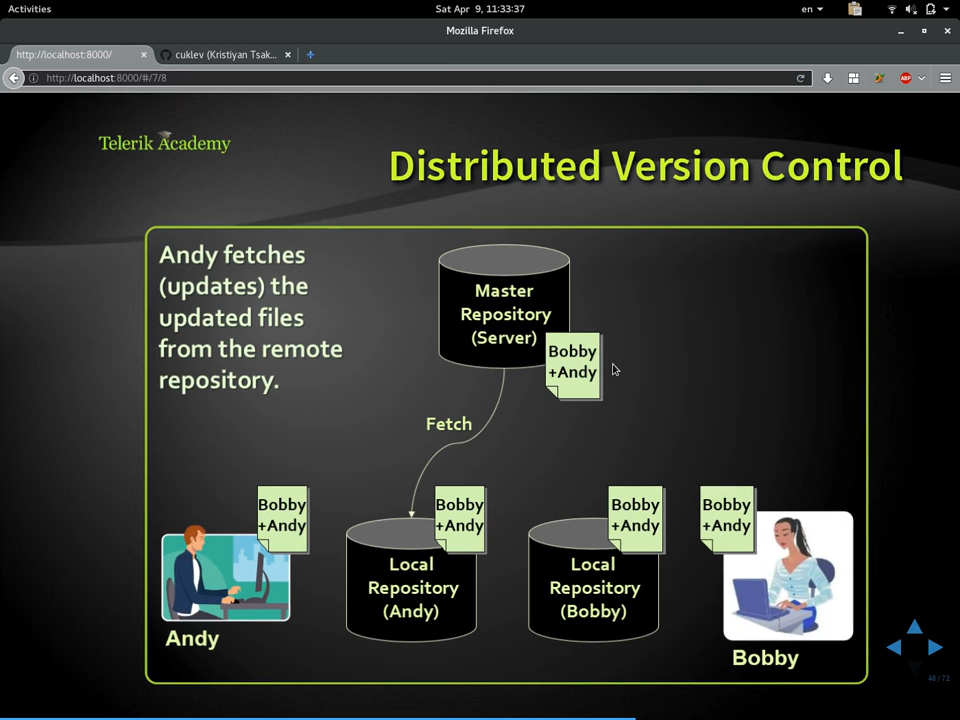 Activities
Sat Apr 9, 11:33:37
en
Mozilla Firefox
http://localhost:8000/
cuklev (Kristiyan Tsak...
http://localhost:8000/#/7/8
ABP
Telerik Academy
Distributed Version Control
Andy fetches
(updates) the
updated files
from the remote
repository.
Master
Repository
(Server)
Bobby
+Andy
Fetch
Bobby
+Andy
Bobby
+Andy
Bobby
+Andy
Bobby
+Andy
Local
Repository
(Andy)
Local
Repository
(Bobby)
Andy
Bobby
48 / 72